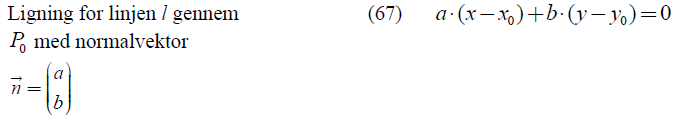 Ligning for linjen l gennem (67) a·(x−x₀)+b·(y−y₀)=0
P₀ med normalvektor
n⃗ = (a
b)